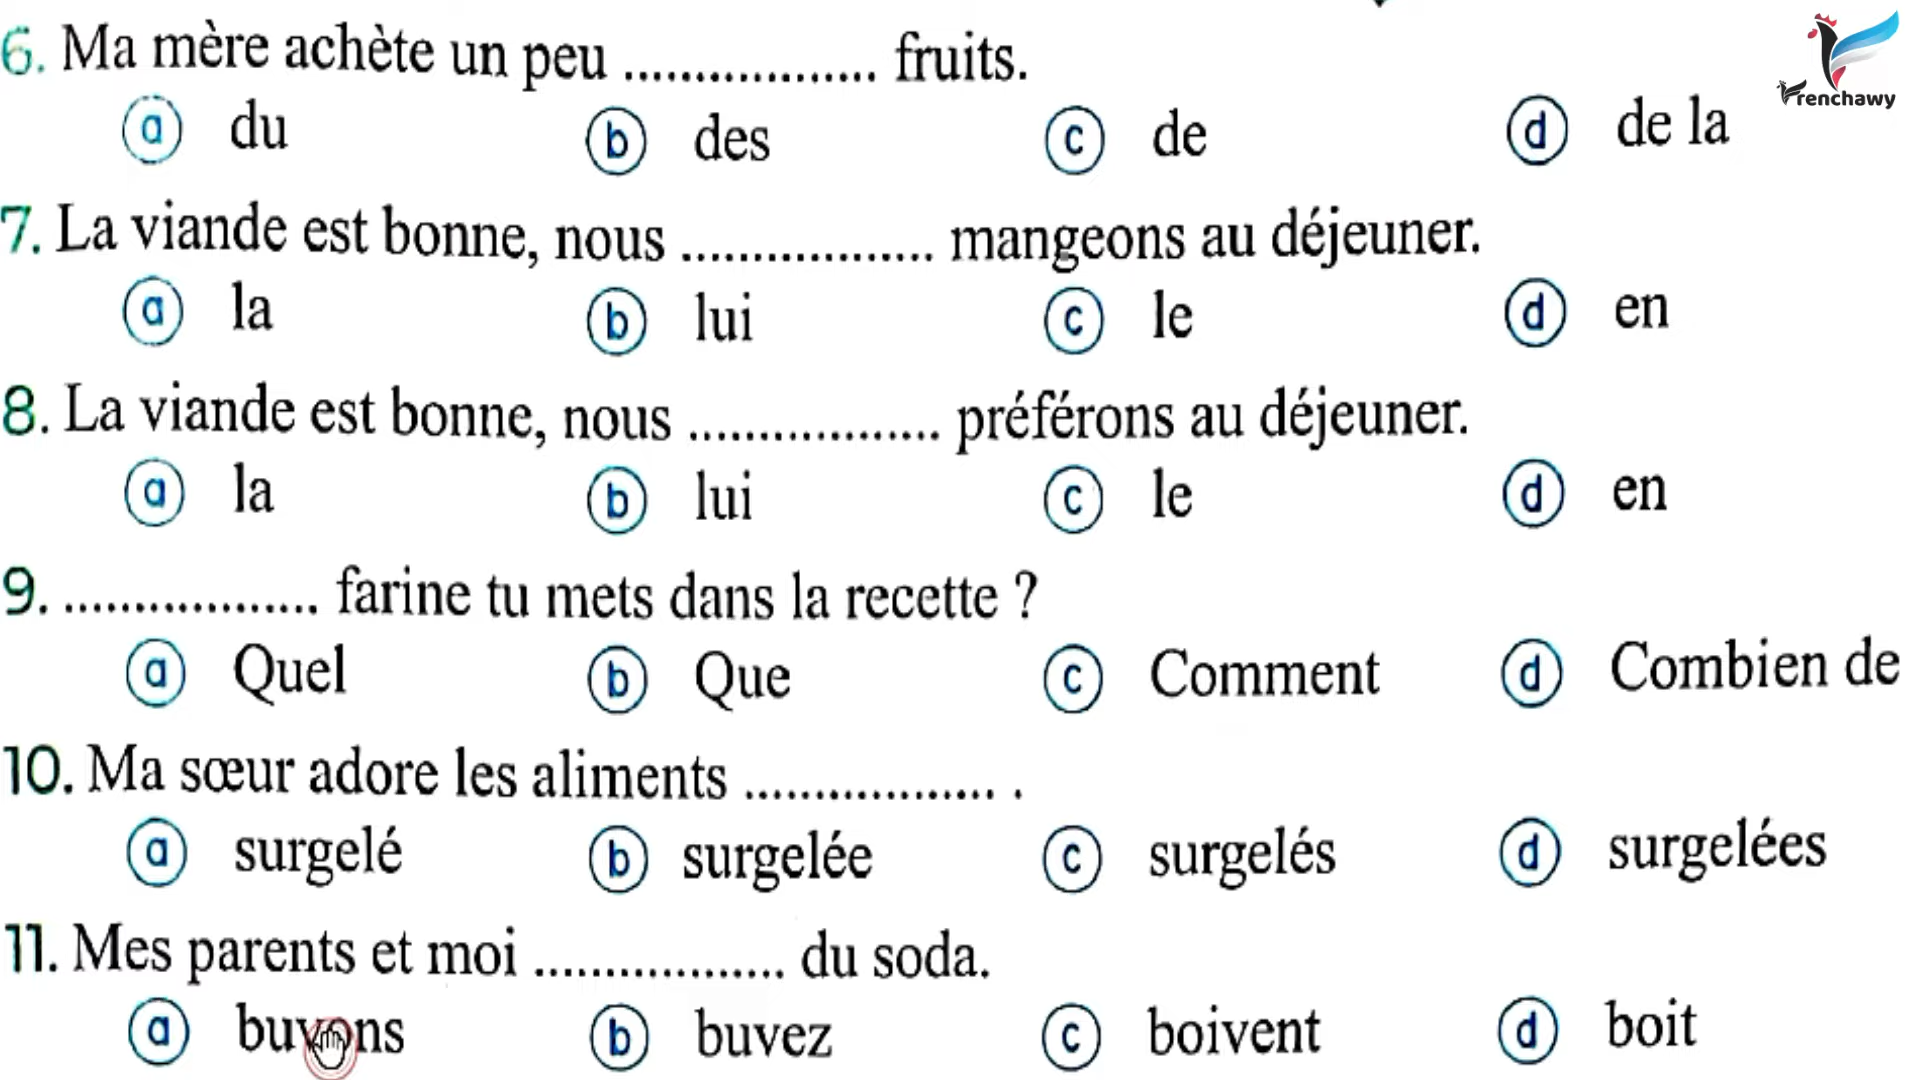 6. Ma mère achète un peu .................. fruits.
ⓐ du ⓑ des ⓒ de ⓓ de la
Frenchawy
7. La viande est bonne, nous .................. mangeons au déjeuner.
ⓐ la ⓑ lui ⓒ le ⓓ en
8. La viande est bonne, nous .................. préférons au déjeuner.
ⓐ la ⓑ lui ⓒ le ⓓ en
9. .................. farine tu mets dans la recette ?
ⓐ Quel ⓑ Que ⓒ Comment ⓓ Combien de
10. Ma sœur adore les aliments .................. .
ⓐ surgelé ⓑ surgelée ⓒ surgelés ⓓ surgelées
11. Mes parents et moi .................. du soda.
ⓐ buvons ⓑ buvez ⓒ boivent ⓓ boit